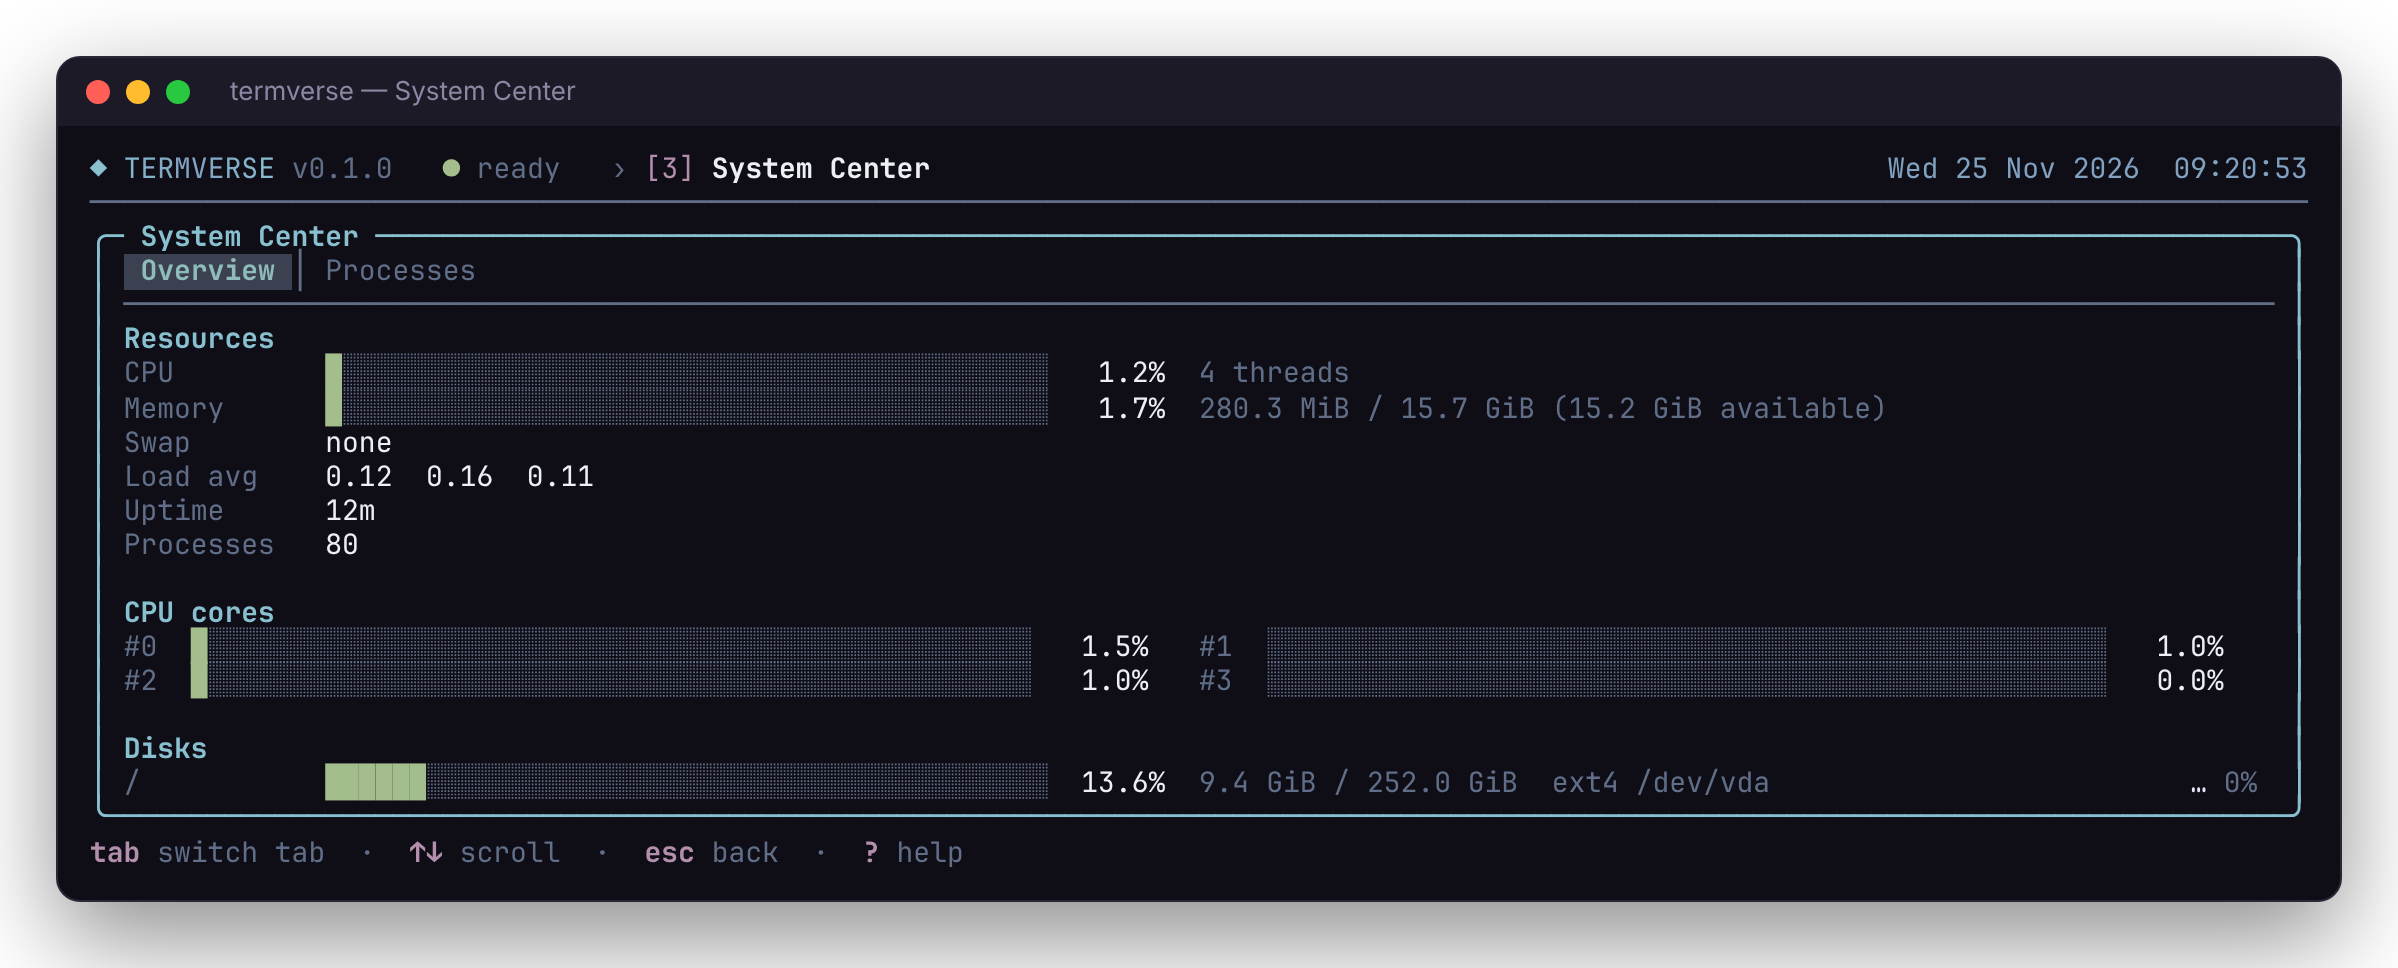 termverse — System Center
◆ TERMVERSE v0.1.0 ● ready › [3] System Center Wed 25 Nov 2026 09:20:53
System Center
Overview │ Processes
Resources
CPU 1.2% 4 threads
Memory 1.7% 280.3 MiB / 15.7 GiB (15.2 GiB available)
Swap none
Load avg 0.12 0.16 0.11
Uptime 12m
Processes 80
CPU cores
#0 1.5% #1 1.0%
#2 1.0% #3 0.0%
Disks
/ 13.6% 9.4 GiB / 252.0 GiB ext4 /dev/vda … 0%
tab switch tab · ↑↓ scroll · esc back · ? help